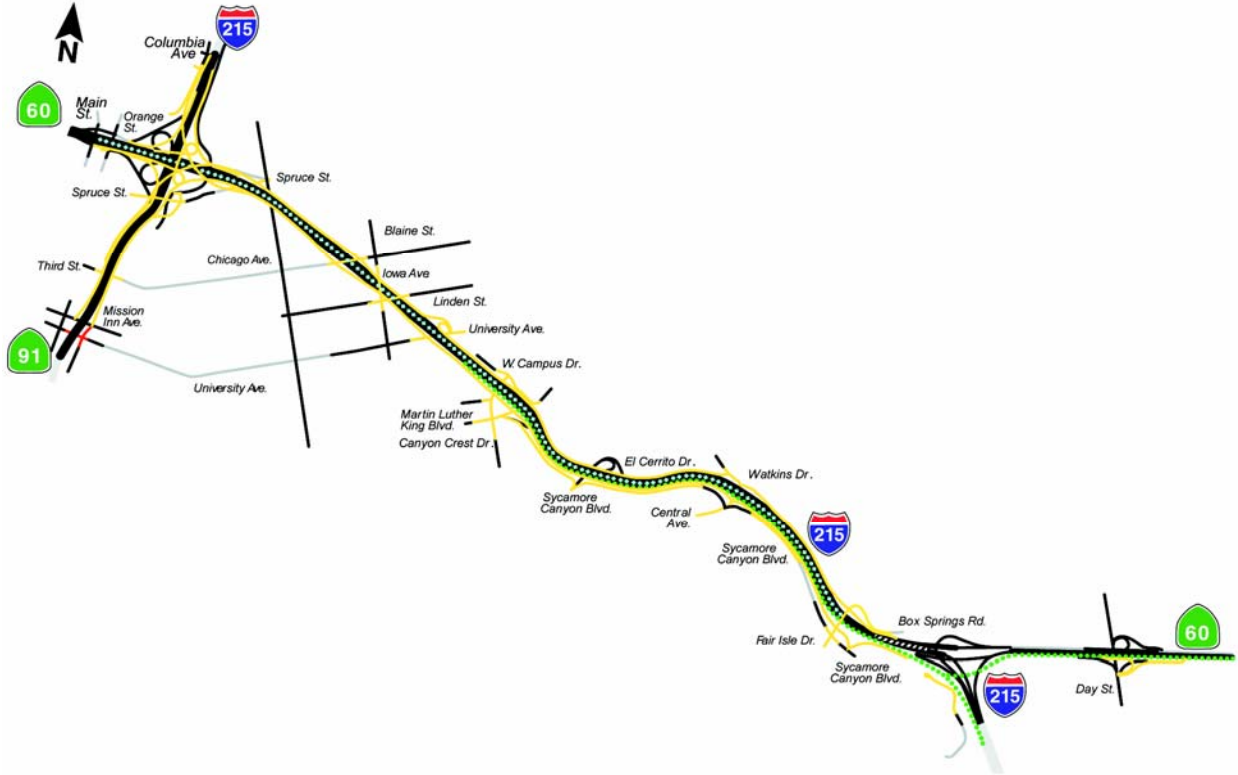 215
Columbia
Ave
N
60
Main
St.
Orange
St.
Spruce St.
Spruce St.
Blaine St.
Chicago Ave.
Third St.
Iowa Ave
Linden St.
Mission
Inn Ave.
University Ave.
91
W. Campus Dr.
University Ave.
Martin Luther
King Blvd.
Canyon Crest Dr.
El Cerrito Dr.
Watkins Dr.
Sycamore
Canyon Blvd.
Central
Ave.
215
Sycamore
Canyon Blvd.
Box Springs Rd.
60
Fair Isle Dr.
Sycamore
Canyon Blvd.
215
Day St.